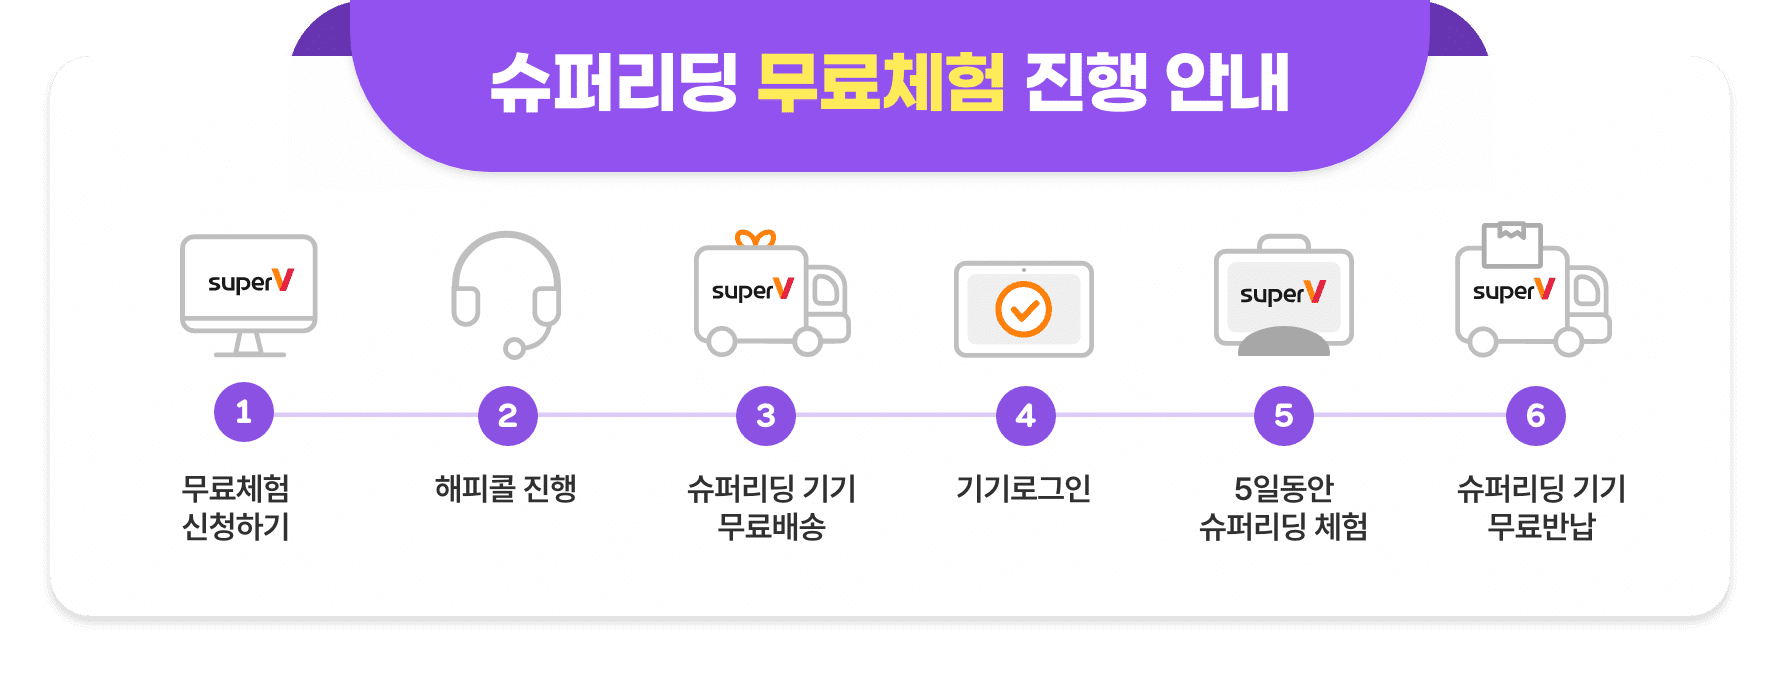 슈퍼리딩 무료체험 진행 안내
superV
superV
superV
superV
1
2
3
4
5
6
무료체험
신청하기
해피콜 진행
슈퍼리딩 기기
무료배송
기기로그인
5일동안
슈퍼리딩 체험
슈퍼리딩 기기
무료반납